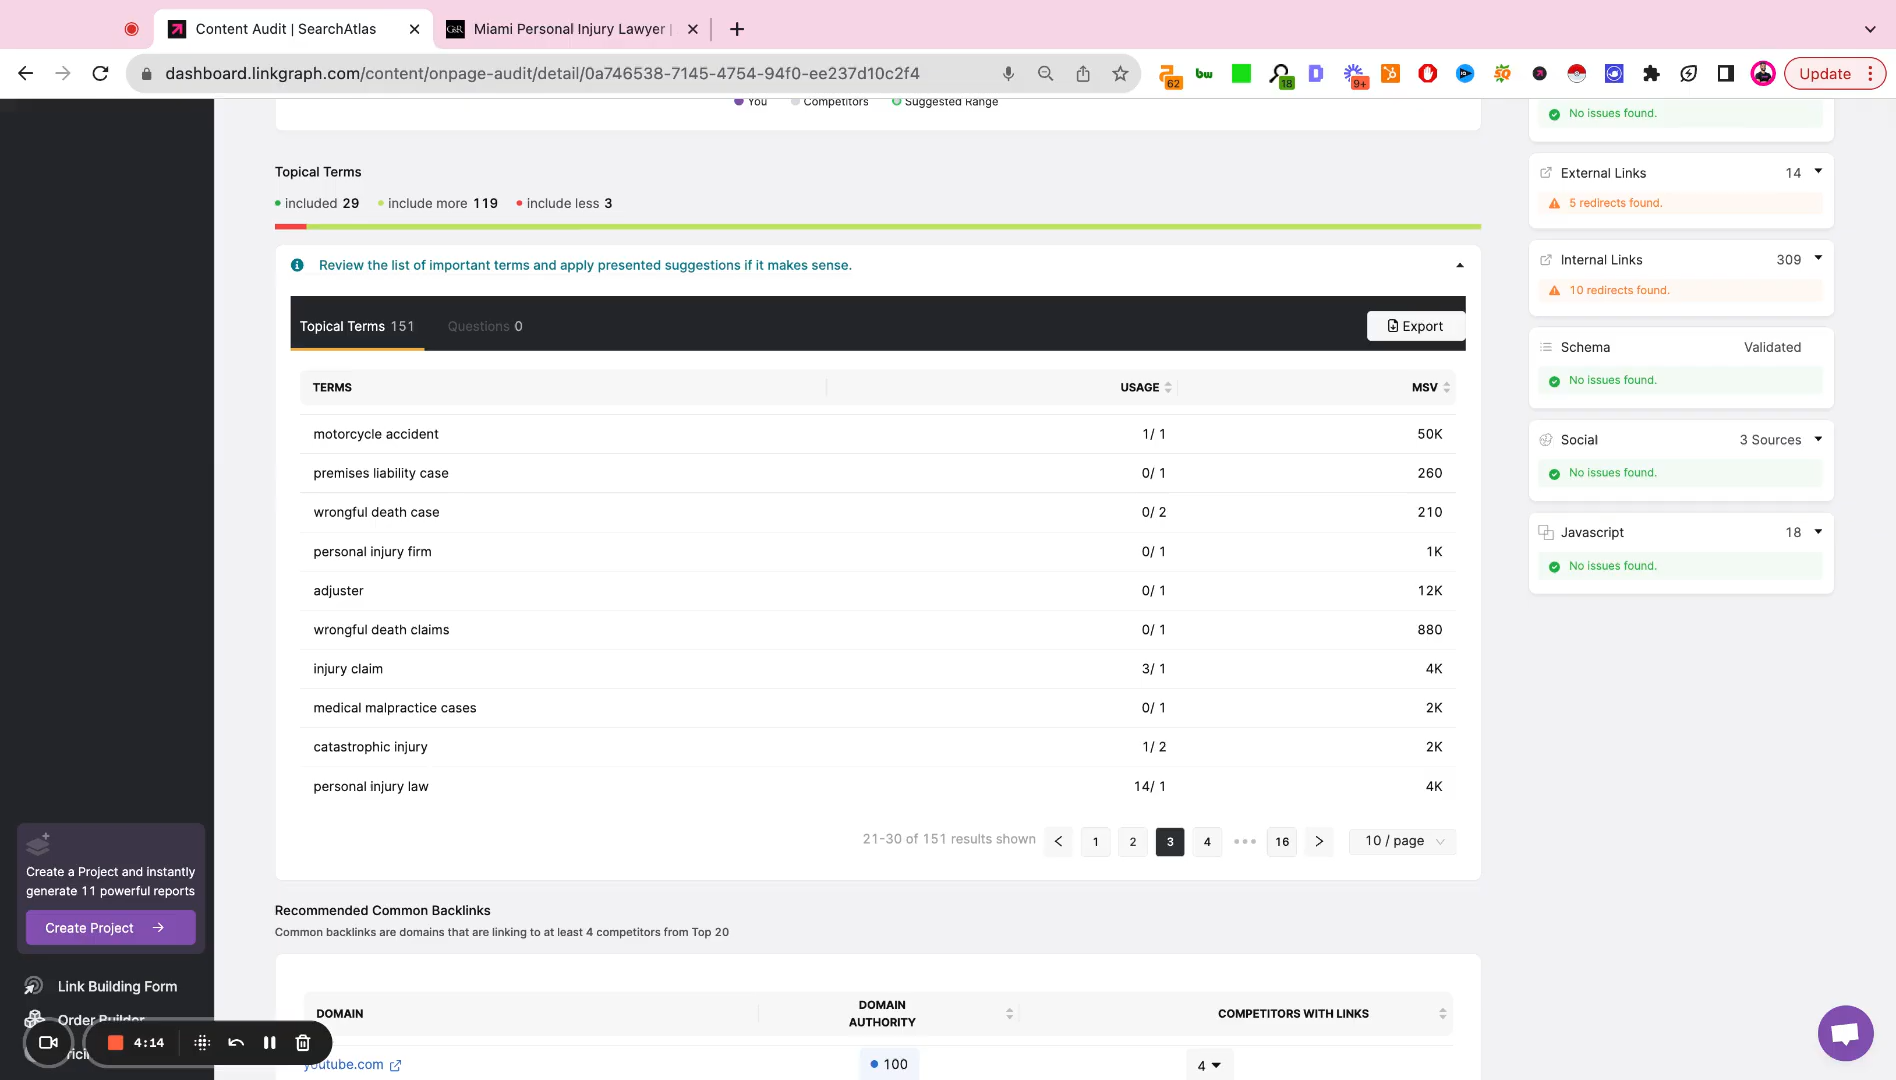 Content Audit | SearchAtlas
Miami Personal Injury Lawyer |
G&R
dashboard.linkgraph.com/content/onpage-audit/detail/0a746538-7145-4754-94f0-ee237d10c2f4
62
bw
18
9+
Update
You
Competitors
Suggested Range
No issues found.
Topical Terms
included 29
include more 119
include less 3
External Links
14
5 redirects found.
Review the list of important terms and apply presented suggestions if it makes sense.
Internal Links
309
10 redirects found.
Topical Terms 151
Questions 0
Export
Schema
Validated
No issues found.
TERMS
USAGE
MSV
motorcycle accident
1/ 1
50K
Social
3 Sources
No issues found.
premises liability case
0/ 1
260
wrongful death case
0/ 2
210
Javascript
18
No issues found.
personal injury firm
0/ 1
1K
adjuster
0/ 1
12K
wrongful death claims
0/ 1
880
injury claim
3/ 1
4K
medical malpractice cases
0/ 1
2K
catastrophic injury
1/ 2
2K
personal injury law
14/ 1
4K
21-30 of 151 results shown
1
2
3
4
16
10 / page
Create a Project and instantly
generate 11 powerful reports
Create Project
Recommended Common Backlinks
Common backlinks are domains that are linking to at least 4 competitors from Top 20
Link Building Form
Order Builder
DOMAIN
DOMAIN
AUTHORITY
COMPETITORS WITH LINKS
4:14
youtube.com
100
4